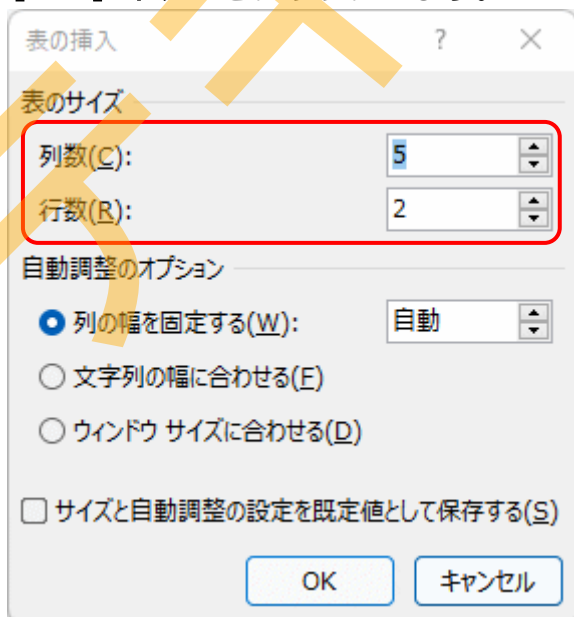 表の挿入 ? ×
表のサイズ
列数(C): 5
行数(R): 2
自動調整のオプション
列の幅を固定する(W): 自動
文字列の幅に合わせる(F)
ウィンドウ サイズに合わせる(D)
サイズと自動調整の設定を既定値として保存する(S)
OK キャンセル